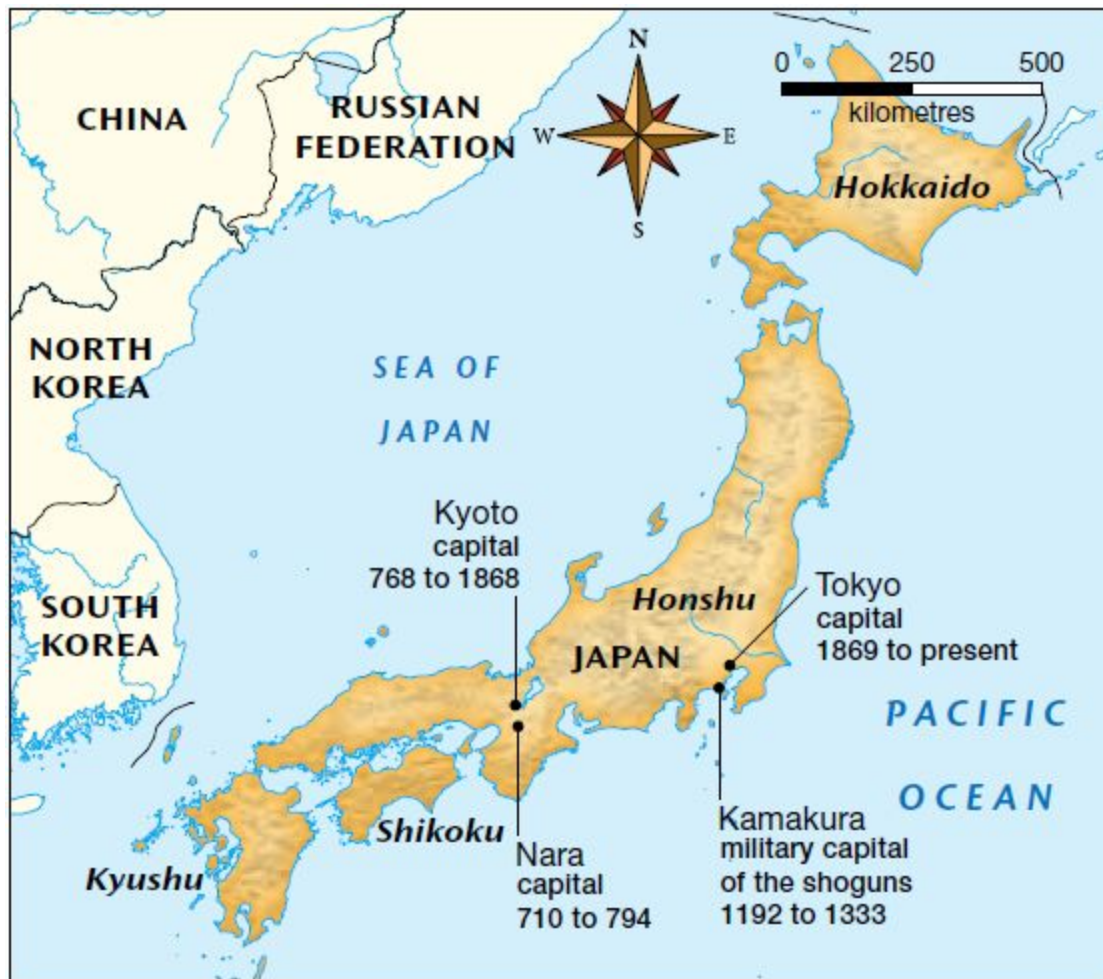 CHINA
RUSSIAN
FEDERATION
N
W
E
S
0 250 500
kilometres
Hokkaido
NORTH
KOREA
SEA OF
JAPAN
Kyoto
capital
768 to 1868
SOUTH
KOREA
Honshu
JAPAN
Tokyo
capital
1869 to present
PACIFIC
OCEAN
Shikoku
Kyushu
Nara
capital
710 to 794
Kamakura
military capital
of the shoguns
1192 to 1333